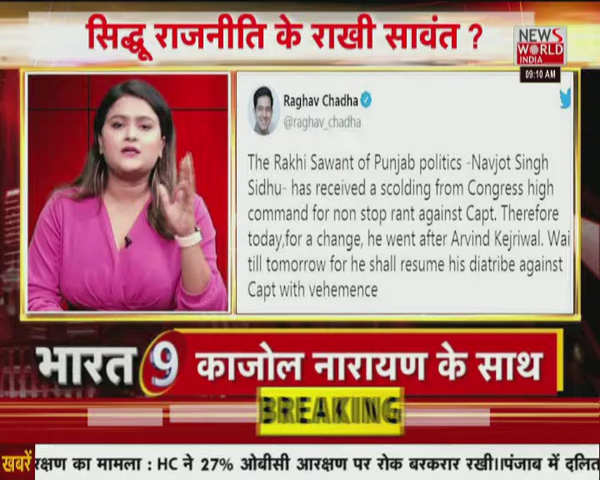 सिद्धू राजनीति के राखी सावंत ?
NEWS
WORLD
INDIA
09:10 AM
Raghav Chadha
@raghav_chadha
The Rakhi Sawant of Punjab politics -Navjot Singh
Sidhu- has received a scolding from Congress high
command for non stop rant against Capt. Therefore
today,for a change, he went after Arvind Kejriwal. Wai
till tomorrow for he shall resume his diatribe against
Capt with vehemence
भारत 9 काजोल नारायण के साथ
BREAKING
खबरें रक्षण का मामला : HC ने 27% ओबीसी आरक्षण पर रोक बरकरार रखी।।पंजाब में दलित